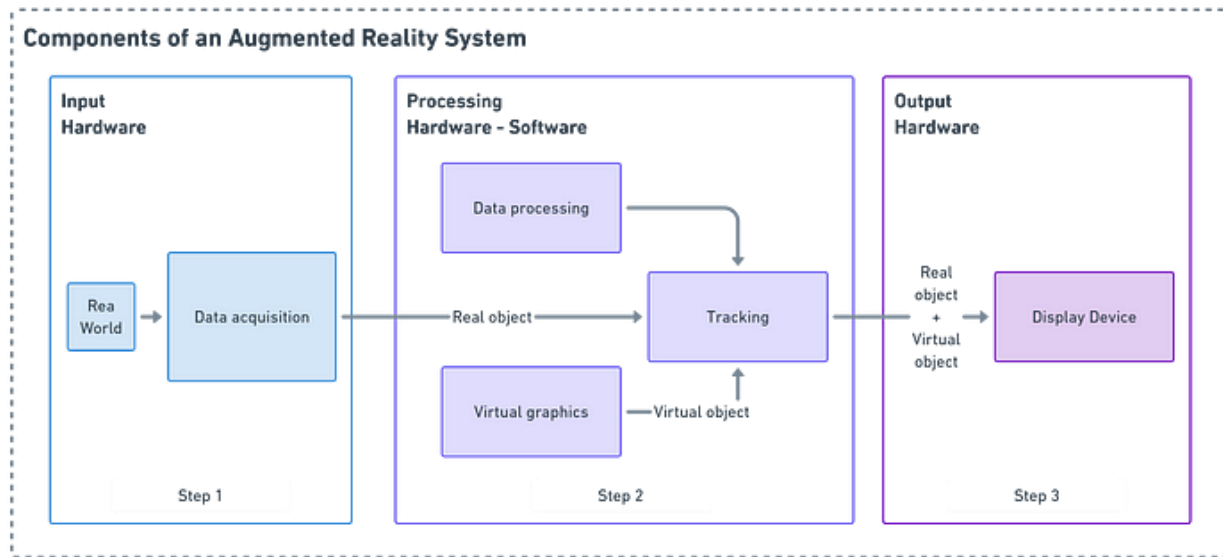 Components of an Augmented Reality System
Input
Hardware
Rea
World
Data acquisition
Step 1
Processing
Hardware - Software
Data processing
Real object
Tracking
Virtual graphics
Virtual object
Step 2
Output
Hardware
Real
object
+
Virtual
object
Display Device
Step 3